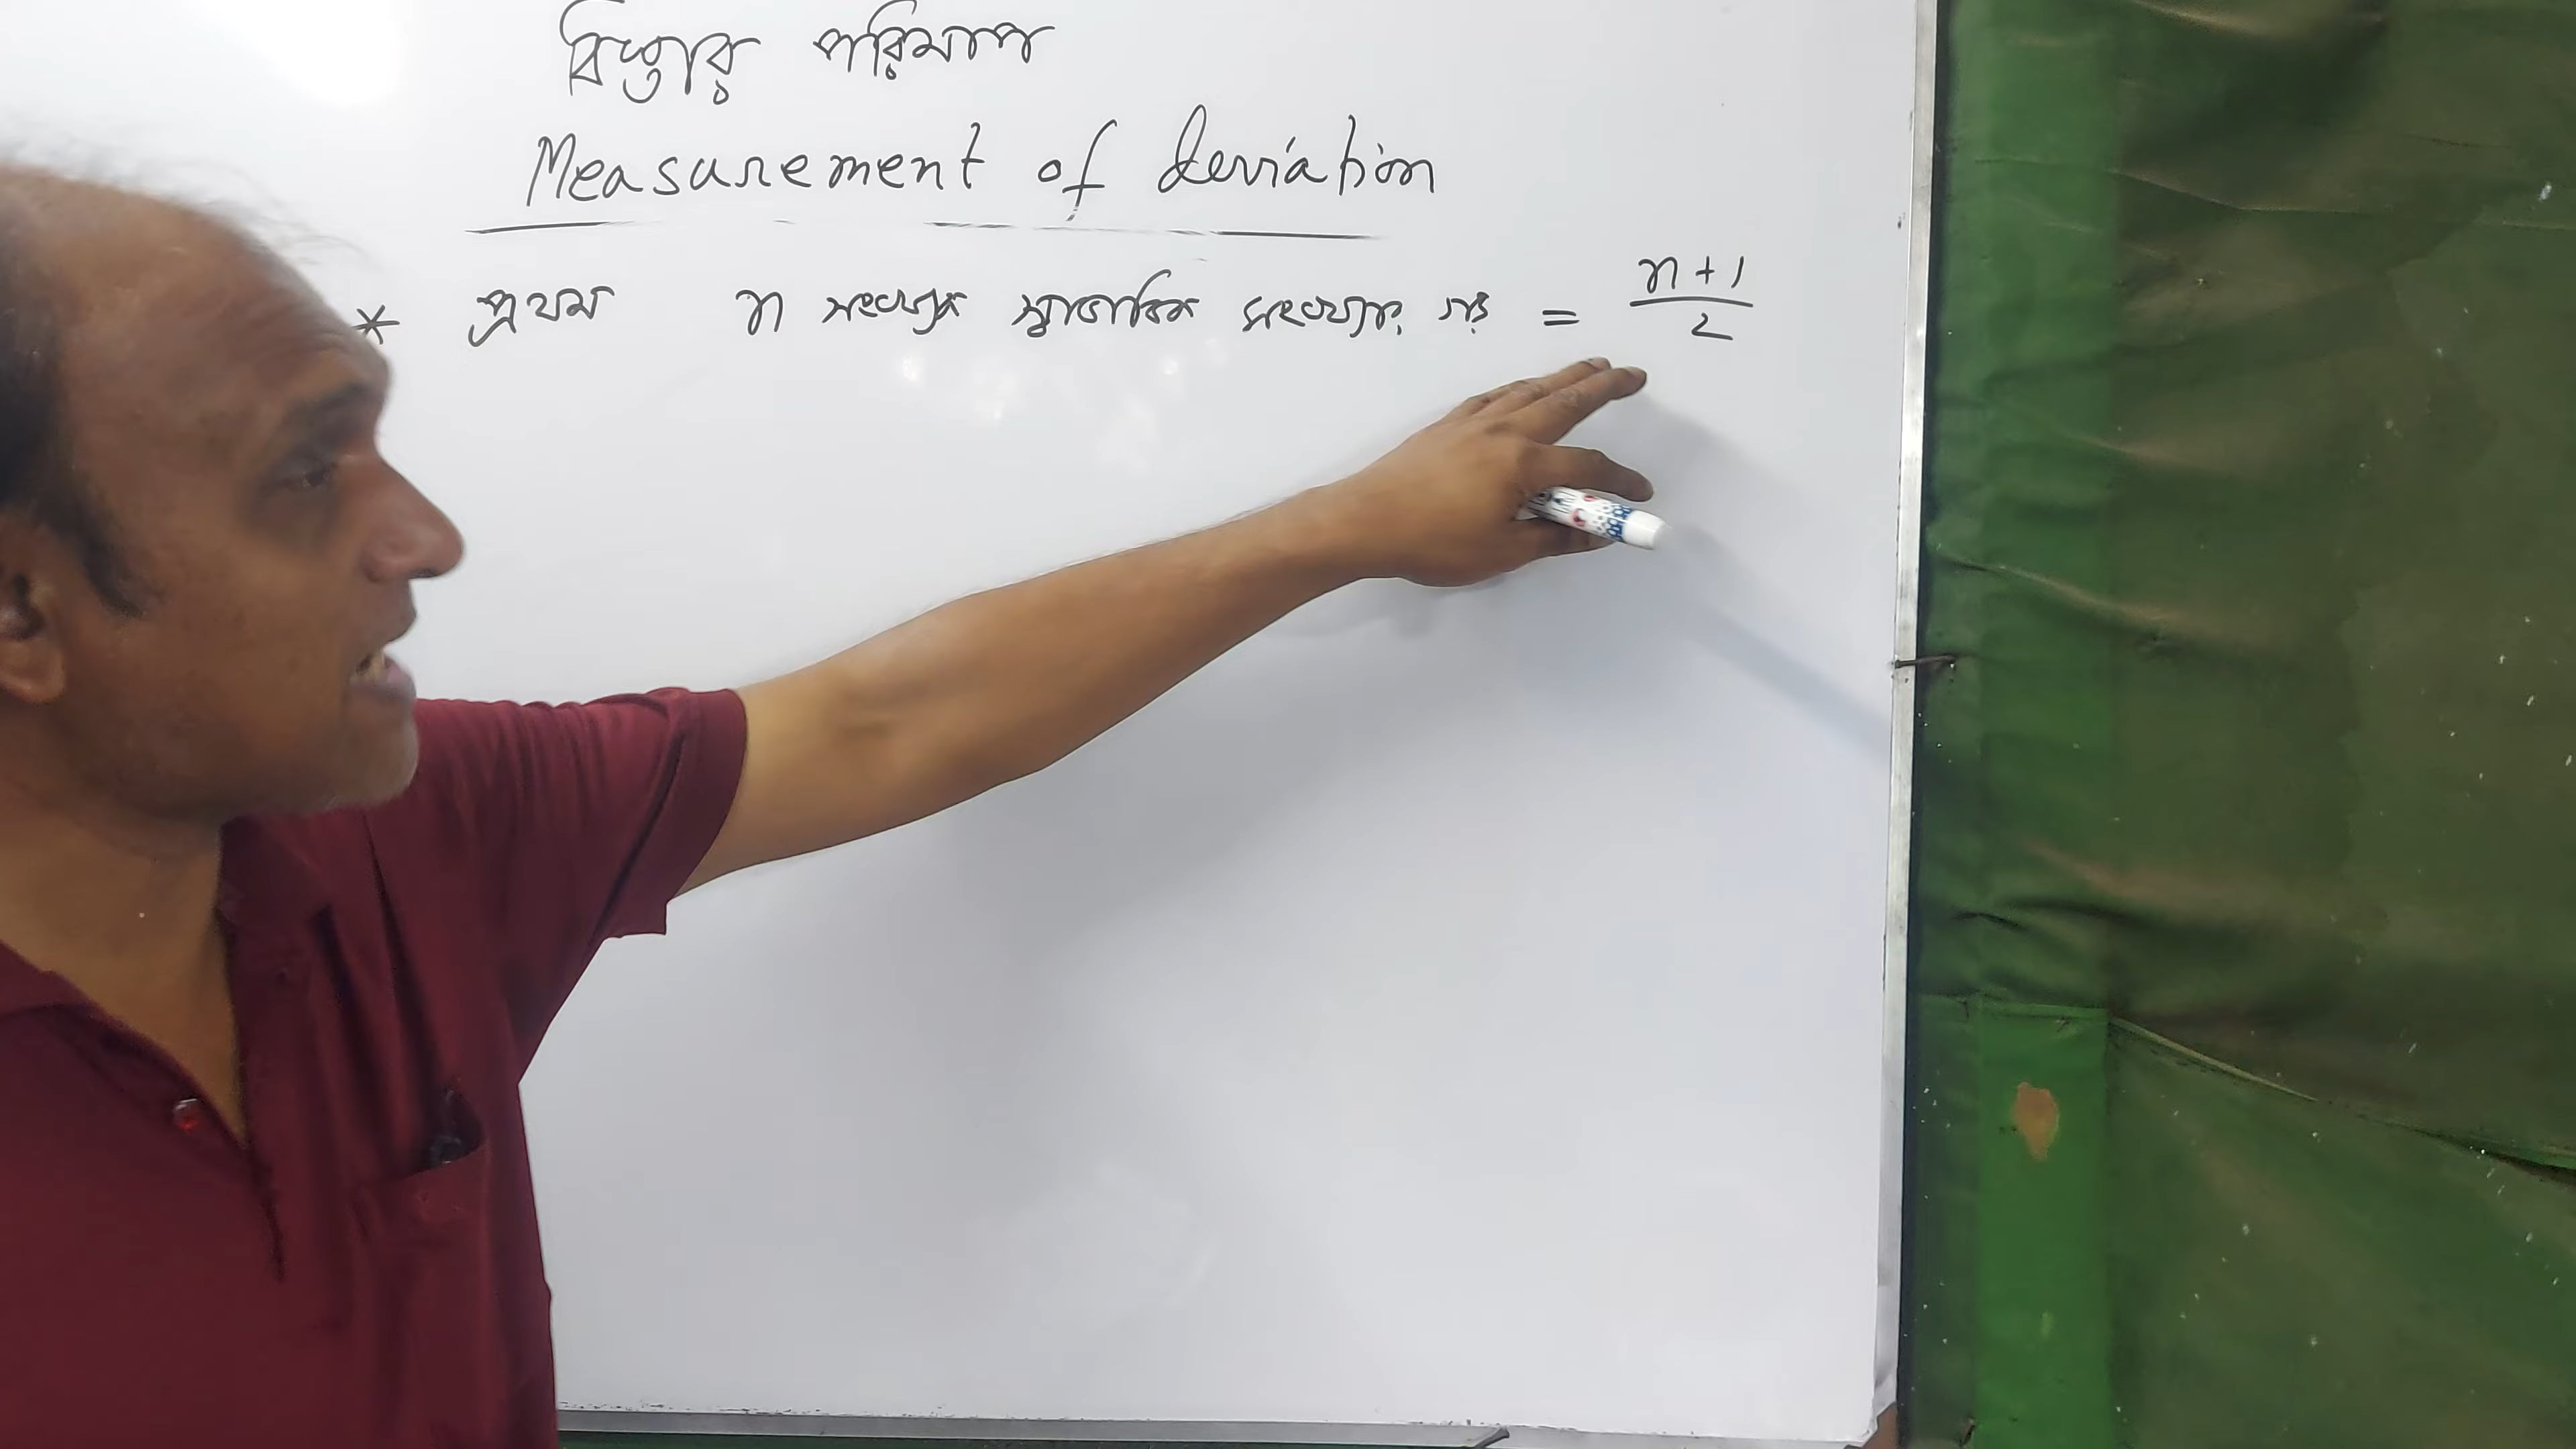 বিস্তার পরিমাপ
Measurement of deviation
* প্রথম n সংখ্যক স্বাভাবিক সংখ্যার গড় = n+1/2